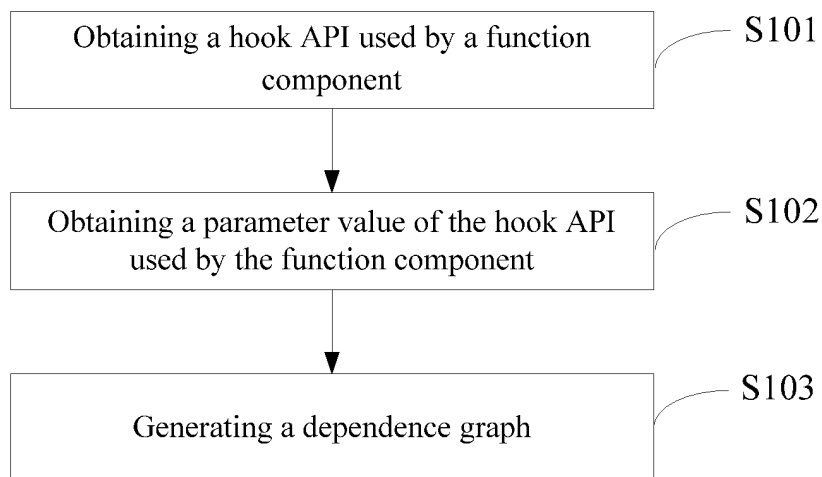 Obtaining a hook API used by a function
component
S101
Obtaining a parameter value of the hook API
used by the function component
S102
Generating a dependence graph
S103